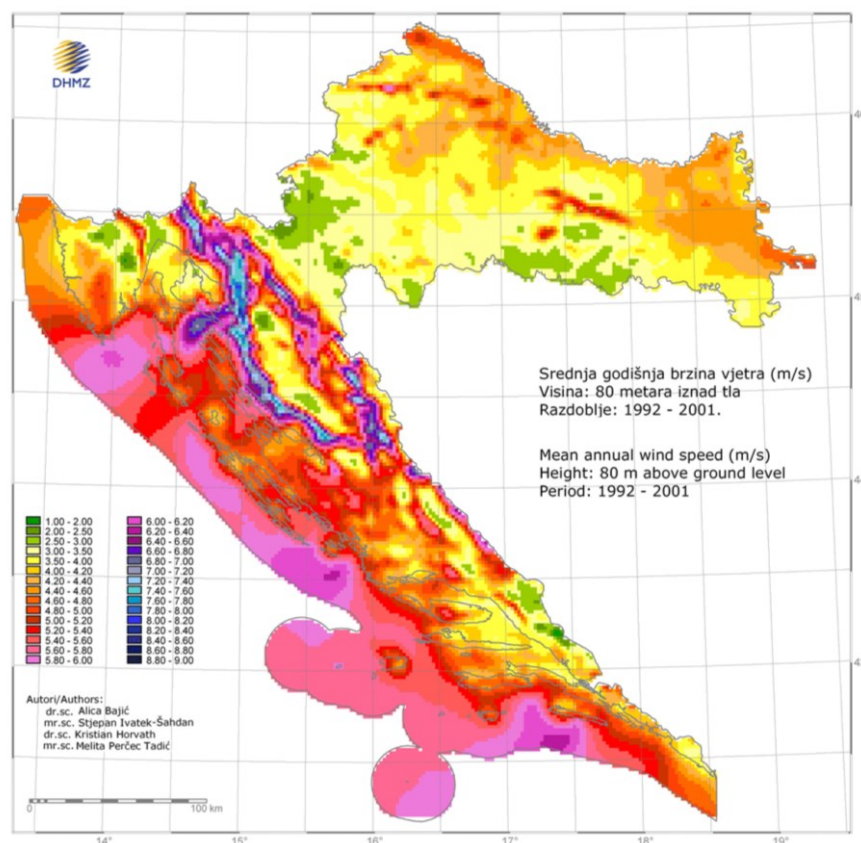 DHMZ
Srednja godišnja brzina vjetra (m/s)
Visina: 80 metara iznad tla
Razdoblje: 1992 - 2001.
Mean annual wind speed (m/s)
Height: 80 m above ground level
Period: 1992 - 2001
1.00 - 2.00
2.00 - 2.50
2.50 - 3.00
3.00 - 3.50
3.50 - 4.00
4.00 - 4.20
4.20 - 4.40
4.40 - 4.60
4.60 - 4.80
4.80 - 5.00
5.00 - 5.20
5.20 - 5.40
5.40 - 5.60
5.60 - 5.80
5.80 - 6.00
6.00 - 6.20
6.20 - 6.40
6.40 - 6.60
6.60 - 6.80
6.80 - 7.00
7.00 - 7.20
7.20 - 7.40
7.40 - 7.60
7.60 - 7.80
7.80 - 8.00
8.00 - 8.20
8.20 - 8.40
8.40 - 8.60
8.60 - 8.80
8.80 - 9.00
Autori/Authors:
dr.sc. Alica Bajić
mr.sc. Stjepan Ivatek-Šahdan
dr.sc. Kristian Horvath
mr.sc. Melita Perčec Tadić
0 100 km
14° 15° 16° 17° 18° 19°